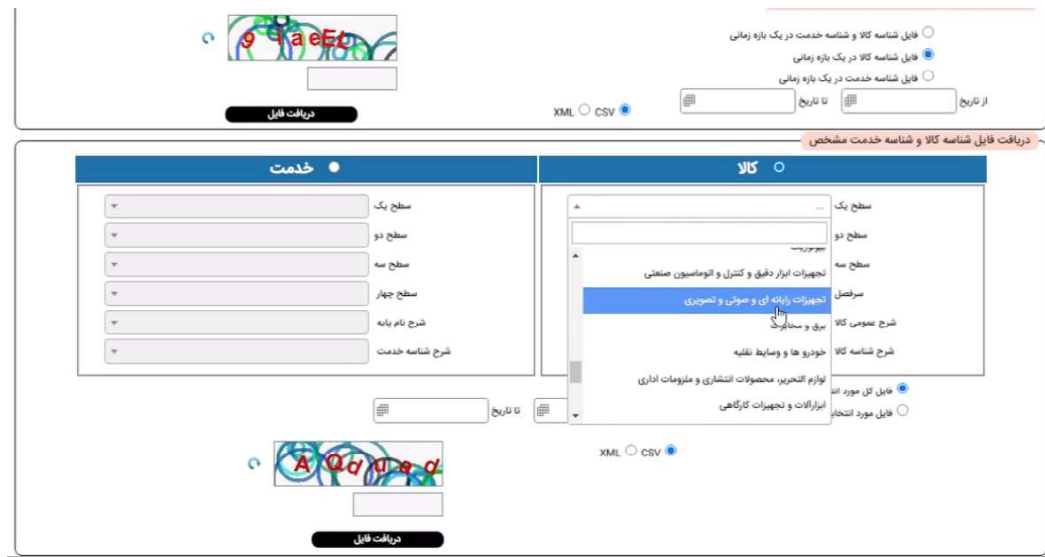 فایل شناسه کالا و شناسه خدمت در یک بازه زمانی
فایل شناسه کالا در یک بازه زمانی
فایل شناسه خدمت در یک بازه زمانی
از تاریخ
تا تاریخ
CSV XML
دریافت فایل
دریافت فایل شناسه کالا و شناسه خدمت مشخص
کالا
سطح یک
...
سطح دو
سطح سه
سرفصل
شرح عمومی کالا
شرح شناسه کالا
تجهیزات ابزار دقیق و کنترل و اتوماسیون صنعتی
تجهیزات رایانه ای و صوتی و تصویری
برق و
خودرو ها و وسایط نقلیه
لوازم التحریر، محصولات انتشاری و ملزومات اداری
ابزارآلات و تجهیزات کارگاهی
خدمت
سطح یک
سطح دو
سطح سه
سطح چهار
شرح نام پایه
شرح شناسه خدمت
فایل کل مورد
فایل مورد
تا تاریخ
CSV XML
دریافت فایل